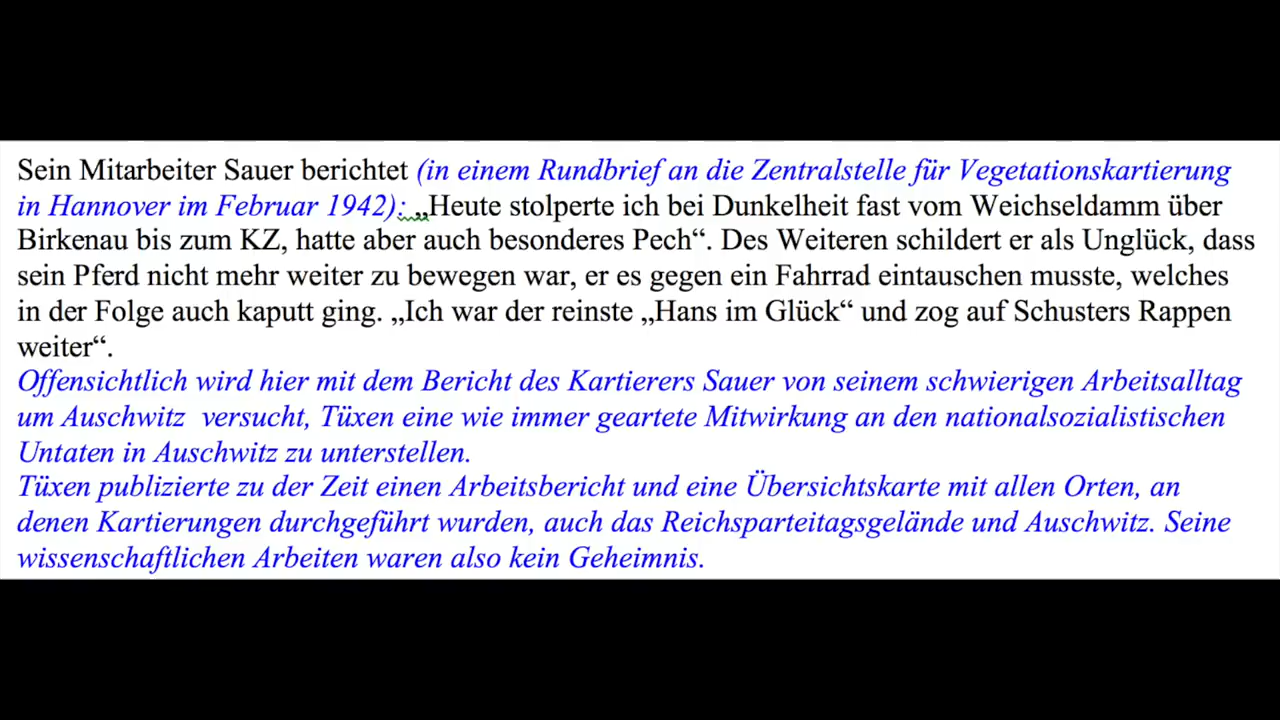 Sein Mitarbeiter Sauer berichtet (in einem Rundbrief an die Zentralstelle für Vegetationskartierung
in Hannover im Februar 1942): „Heute stolperte ich bei Dunkelheit fast vom Weichseldamm über
Birkenau bis zum KZ, hatte aber auch besonderes Pech“. Des Weiteren schildert er als Unglück, dass
sein Pferd nicht mehr weiter zu bewegen war, er es gegen ein Fahrrad eintauschen musste, welches
in der Folge auch kaputt ging. „Ich war der reinste „Hans im Glück“ und zog auf Schusters Rappen
weiter“.
Offensichtlich wird hier mit dem Bericht des Kartierers Sauer von seinem schwierigen Arbeitsalltag
um Auschwitz  versucht, Tüxen eine wie immer geartete Mitwirkung an den nationalsozialistischen
Untaten in Auschwitz zu unterstellen.
Tüxen publizierte zu der Zeit einen Arbeitsbericht und eine Übersichtskarte mit allen Orten, an
denen Kartierungen durchgeführt wurden, auch das Reichsparteitagsgelände und Auschwitz. Seine
wissenschaftlichen Arbeiten waren also kein Geheimnis.